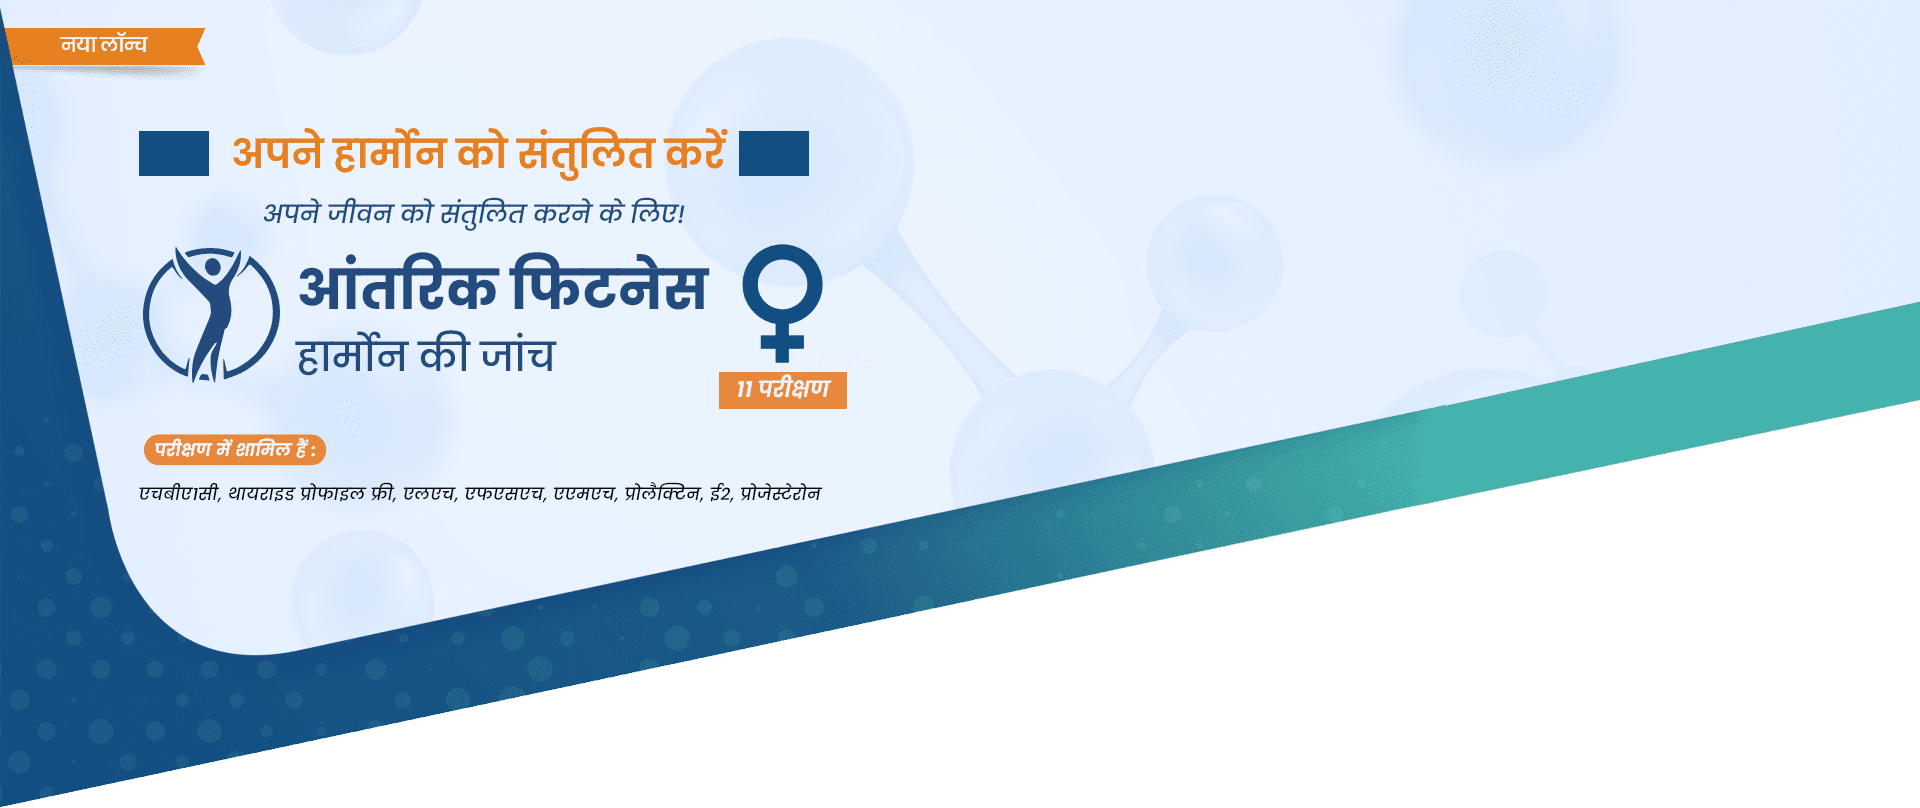 नया लॉन्च
अपने हार्मोन को संतुलित करें
अपने जीवन को संतुलित करने के लिए!
आंतरिक फिटनेस
हार्मोन की जांच
11 परीक्षण
परीक्षण में शामिल हैं :
एचबीए1सी, थायराइड प्रोफाइल फ्री, एलएच, एफएसएच, एएमएच, प्रोलैक्टिन, ई2, प्रोजेस्टेरोन